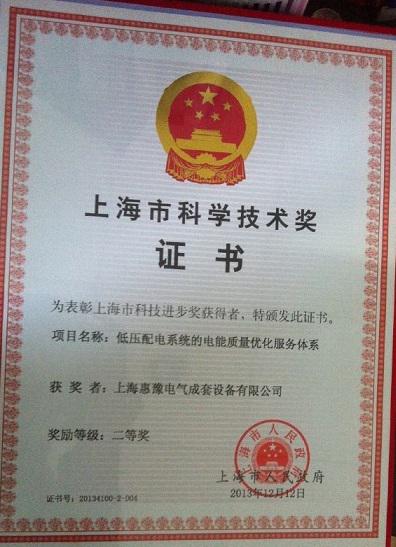 上海市科学技术奖
证书
为表彰上海市科技进步奖获得者，特颁发此证书。
项目名称：低压配电系统的电能质量优化服务体系
获奖者：上海惠豫电气成套设备有限公司
奖励等级：二等奖
上海市人民政府
上海市人民政府
2013年12月12日
证书号：20134100-2-004